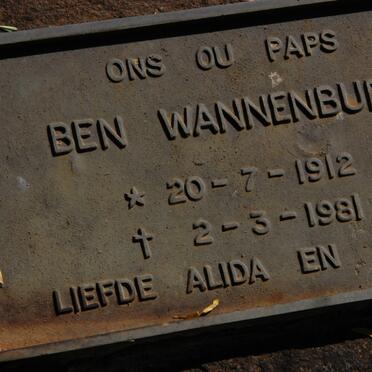 ONS OU PAPS
BEN WANNENBU
* 20-7-1912
† 2-3-1981
LIEFDE ALIDA EN